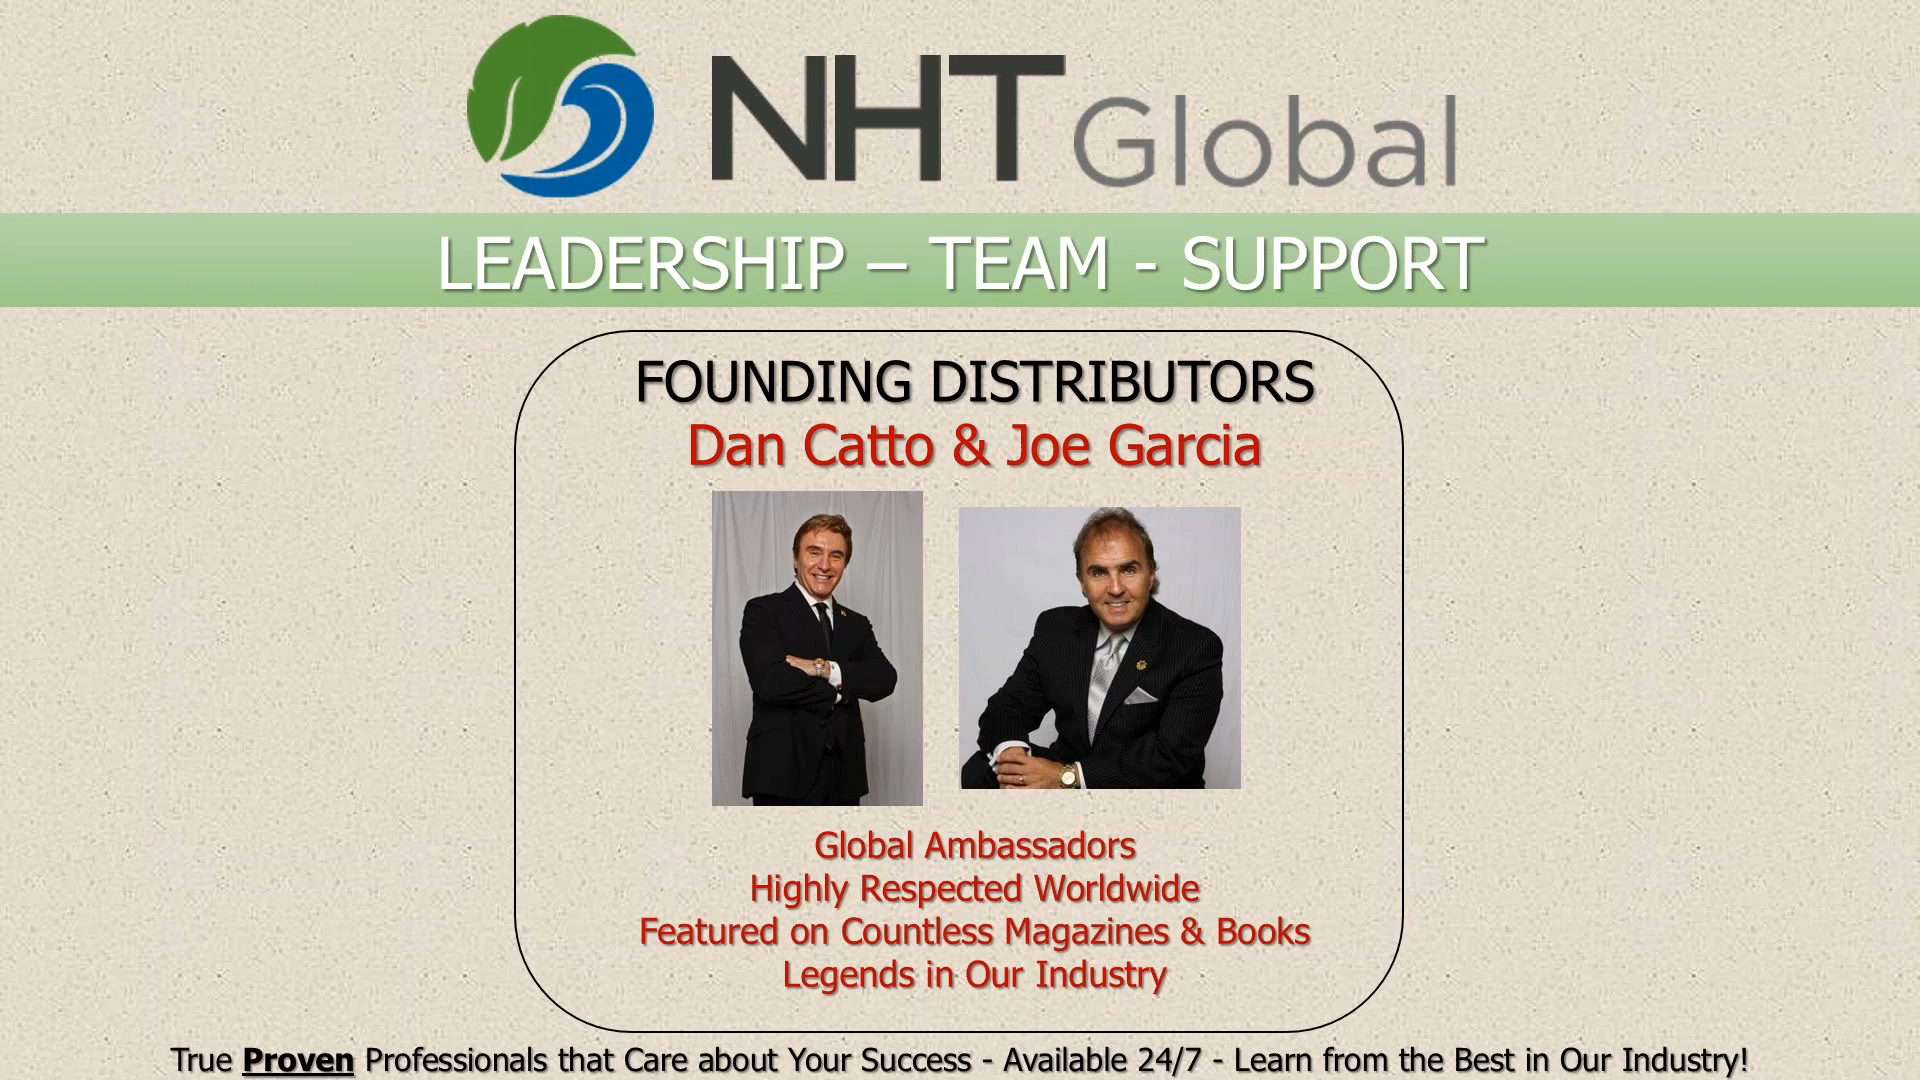 NHT Global
LEADERSHIP – TEAM - SUPPORT
FOUNDING DISTRIBUTORS
Dan Catto & Joe Garcia
Global Ambassadors
Highly Respected Worldwide
Featured on Countless Magazines & Books
Legends in Our Industry
True Proven Professionals that Care about Your Success - Available 24/7 - Learn from the Best in Our Industry!